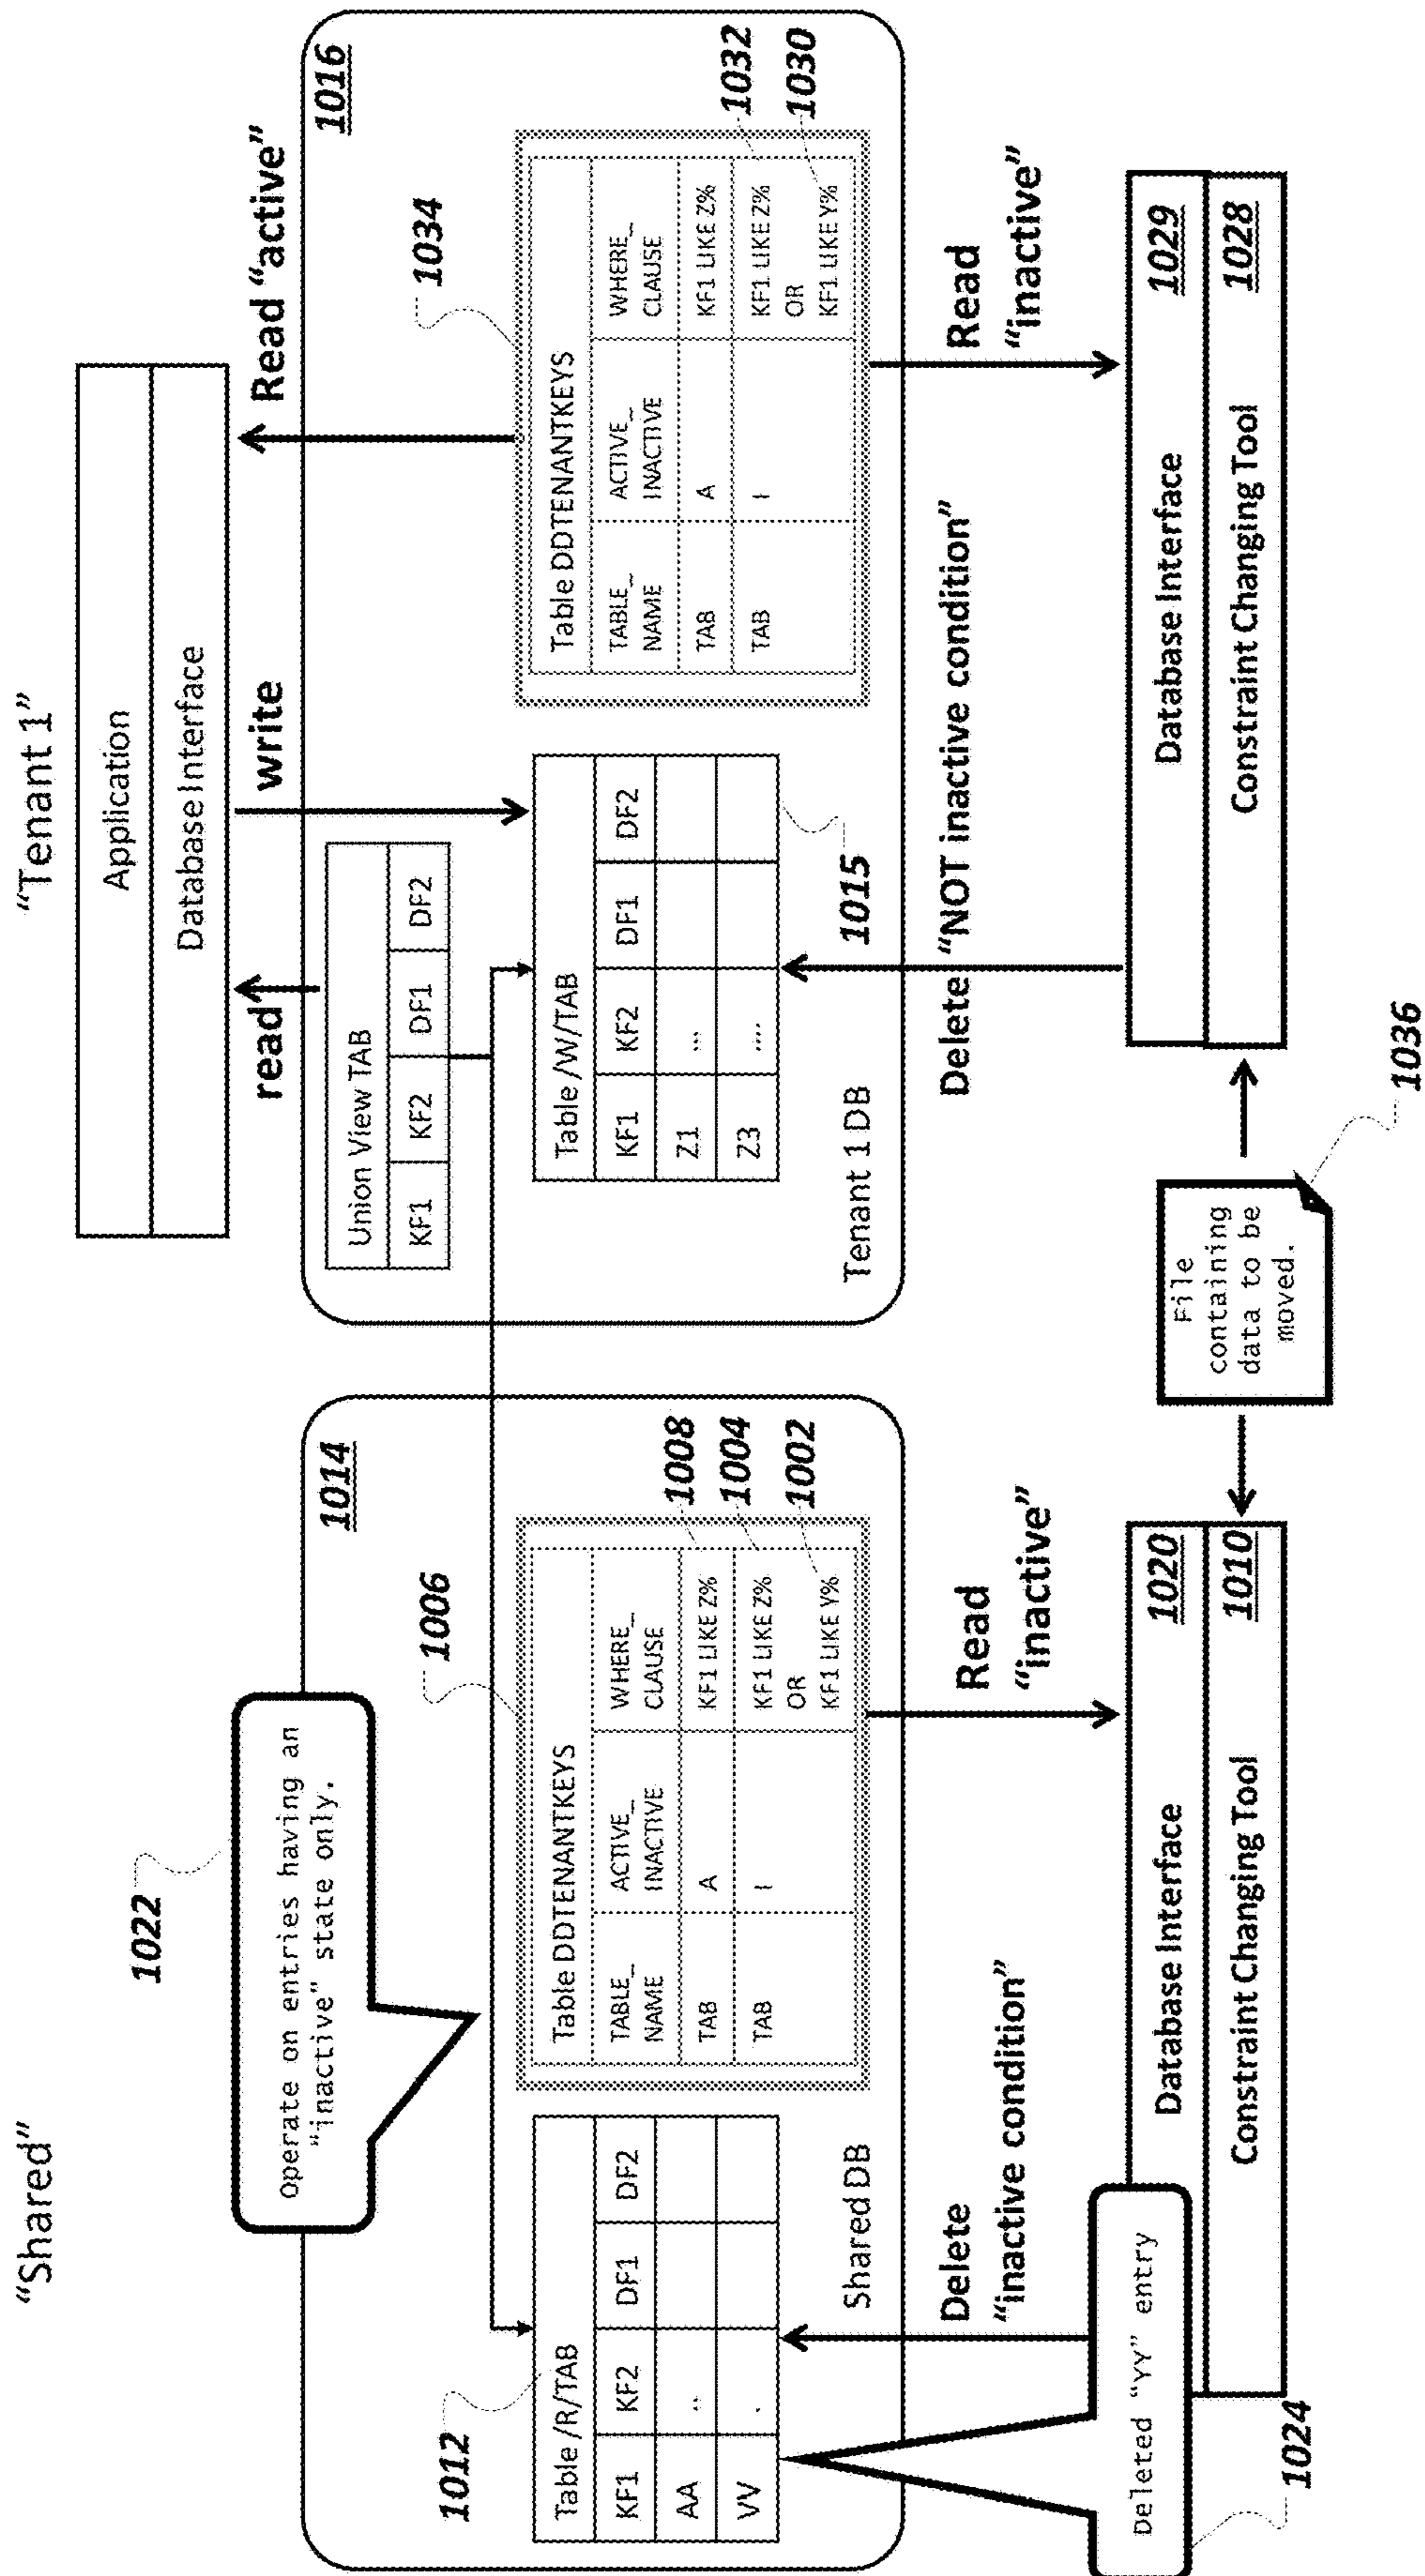 "Shared"
"Tenant 1"
1022
Operate on entries having an
"inactive" state only.
Application
Database Interface
read
write
Read "active"
1014
1016
1012
1006
1034
Union View TAB
KF1 KF2 DF1 DF2
Table /R/TAB
KF1 KF2 DF1 DF2
AA ..
VV .
Table DDTENANTKEYS
TABLE_
NAME
ACTIVE_
INACTIVE
WHERE_
CLAUSE
TAB A KF1 LIKE Z%
TAB I KF1 LIKE Z%
OR
KF1 LIKE Y%
1008
1004
1002
Shared DB
Table /W/TAB
KF1 KF2 DF1 DF2
Z1 ...
Z3 ....
1015
Tenant 1 DB
Table DDTENANTKEYS
TABLE_
NAME
ACTIVE_
INACTIVE
WHERE_
CLAUSE
TAB A KF1 LIKE Z%
TAB I KF1 LIKE Z%
OR
KF1 LIKE Y%
1032
1030
Delete
"inactive condition"
Read
"inactive"
Delete "NOT inactive condition"
Read
"inactive"
Deleted "YY" entry
1024
Database Interface 1020
Constraint Changing Tool 1010
File
containing
data to be
moved.
1036
Database Interface 1029
Constraint Changing Tool 1028